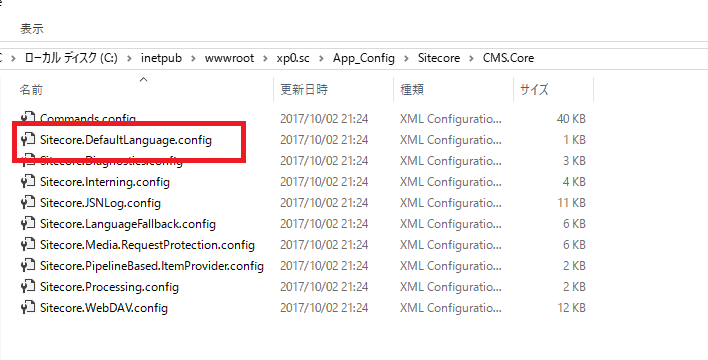 表示
ローカル ディスク (C:) > inetpub > wwwroot > xp0.sc > App_Config > Sitecore > CMS.Core
名前 更新日時 種類 サイズ
Commands.config 2017/10/02 21:24 XML Configuratio... 40 KB
Sitecore.DefaultLanguage.config 2017/10/02 21:24 XML Configuratio... 1 KB
Sitecore.Diagnostics.config 2017/10/02 21:24 XML Configuratio... 3 KB
Sitecore.Interning.config 2017/10/02 21:24 XML Configuratio... 4 KB
Sitecore.JSNLog.config 2017/10/02 21:24 XML Configuratio... 11 KB
Sitecore.LanguageFallback.config 2017/10/02 21:24 XML Configuratio... 6 KB
Sitecore.Media.RequestProtection.config 2017/10/02 21:24 XML Configuratio... 6 KB
Sitecore.PipelineBased.ItemProvider.config 2017/10/02 21:24 XML Configuratio... 2 KB
Sitecore.Processing.config 2017/10/02 21:24 XML Configuratio... 2 KB
Sitecore.WebDAV.config 2017/10/02 21:24 XML Configuratio... 12 KB